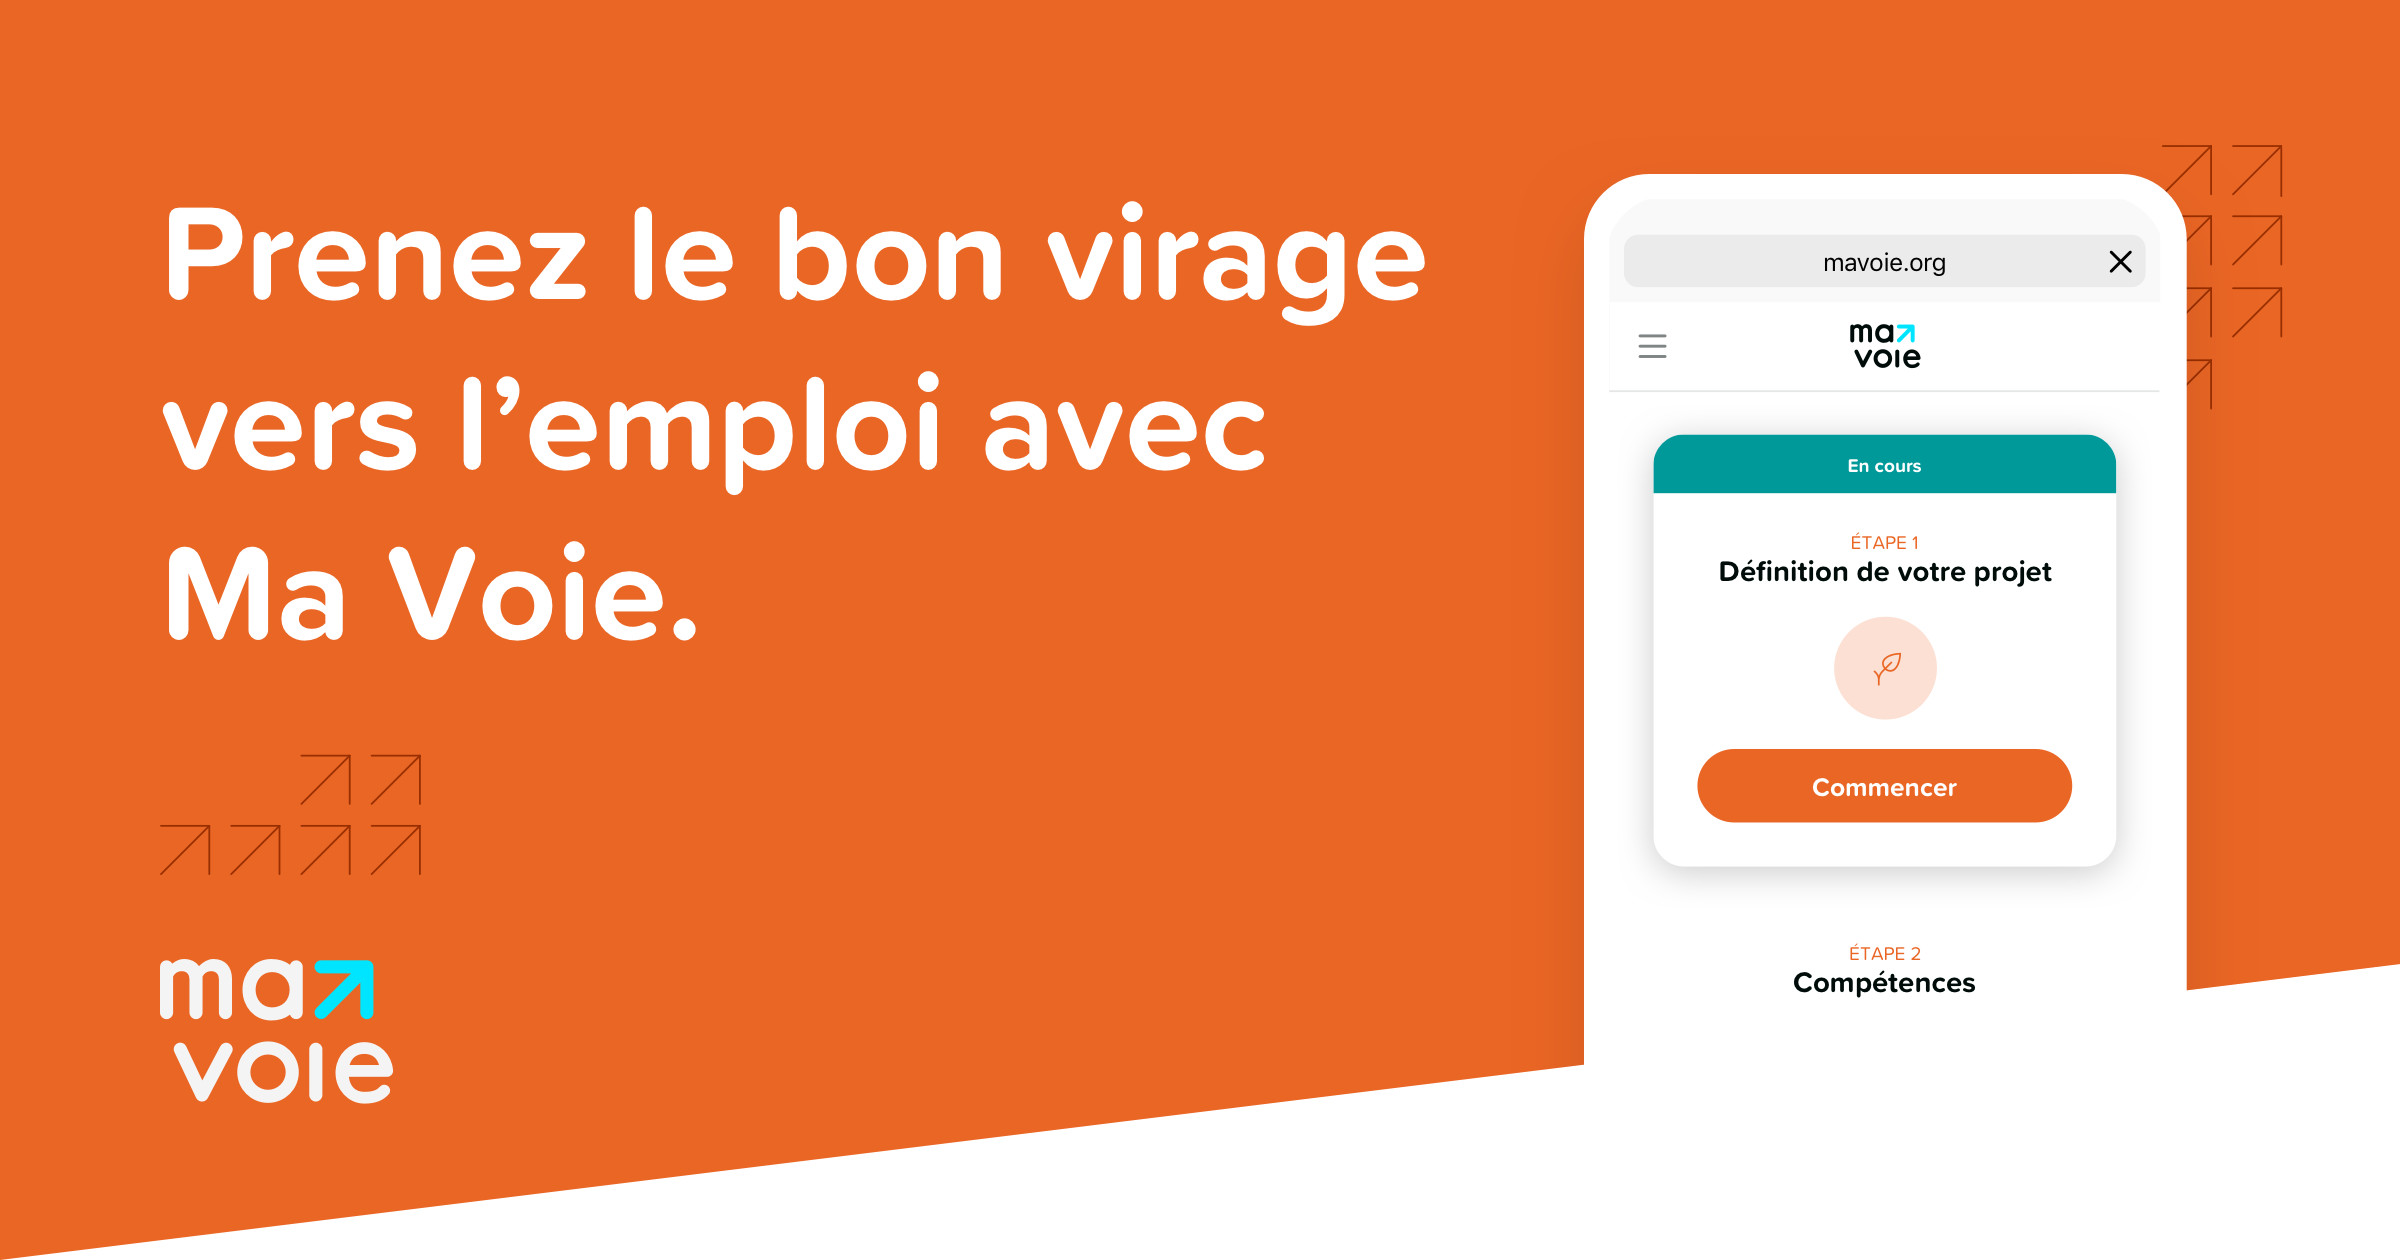 Prenez le bon virage
vers l’emploi avec
Ma Voie.
ma
voie
mavoie.org
ma
voie
En cours
ÉTAPE 1
Définition de votre projet
Commencer
ÉTAPE 2
Compétences